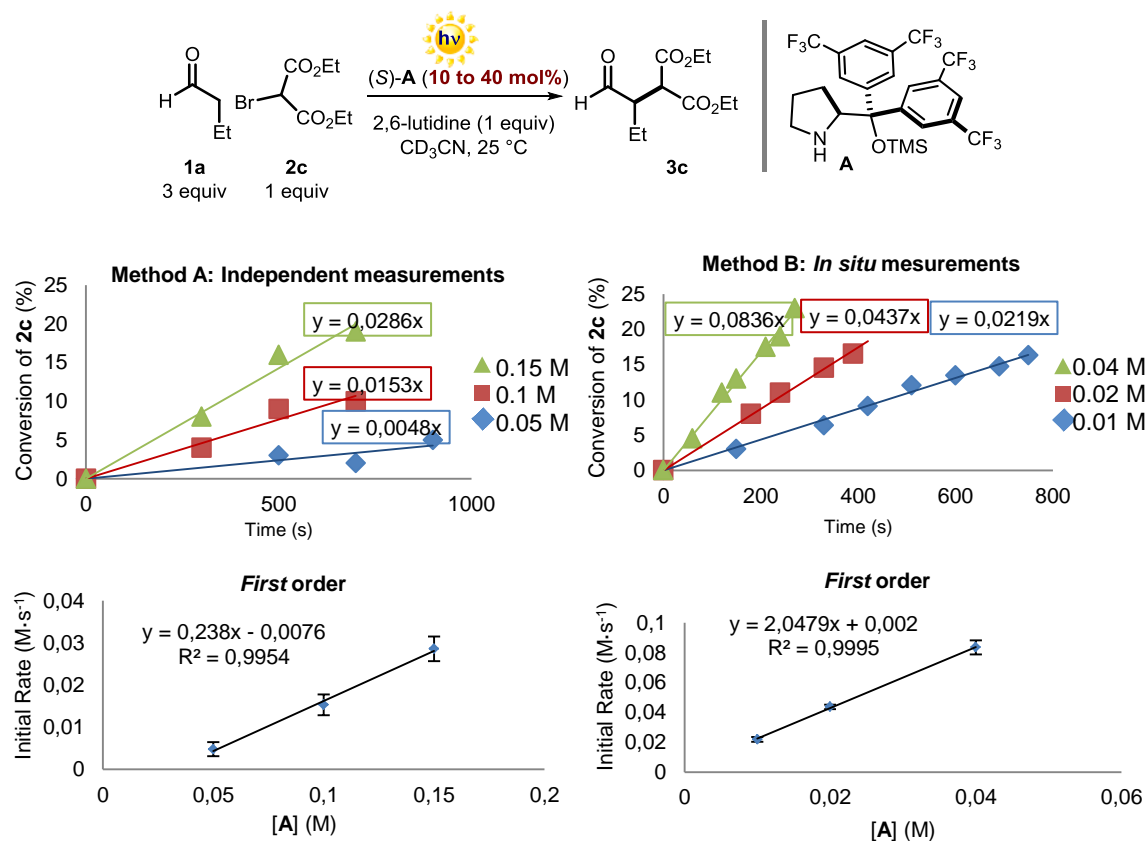 hν
(S)-A (10 to 40 mol%)
2,6-lutidine (1 equiv)
CD3CN, 25 °C
H
O
Et
1a
3 equiv
Br
CO2Et
CO2Et
2c
1 equiv
O
H
Et
CO2Et
CO2Et
3c
F3C
CF3
CF3
CF3
N
H
OTMS
A
Method A: Independent measurements
Conversion of 2c (%)
25
20
15
10
5
0
y = 0,0286x
y = 0,0153x
y = 0,0048x
0.15 M
0.1 M
0.05 M
0
500
1000
Time (s)
Method B: In situ mesurements
Conversion of 2c (%)
25
20
15
10
5
0
y = 0,0836x
y = 0,0437x
y = 0,0219x
0.04 M
0.02 M
0.01 M
0
200
400
600
800
Time (s)
First order
Initial Rate (M·s-1)
0,04
0,03
0,02
0,01
0
y = 0,238x - 0,0076
R² = 0,9954
0
0,05
0,1
0,15
0,2
[A] (M)
First order
Initial Rate (M·s-1)
0,1
0,08
0,06
0,04
0,02
0
y = 2,0479x + 0,002
R² = 0,9995
0
0,02
0,04
0,06
[A] (M)